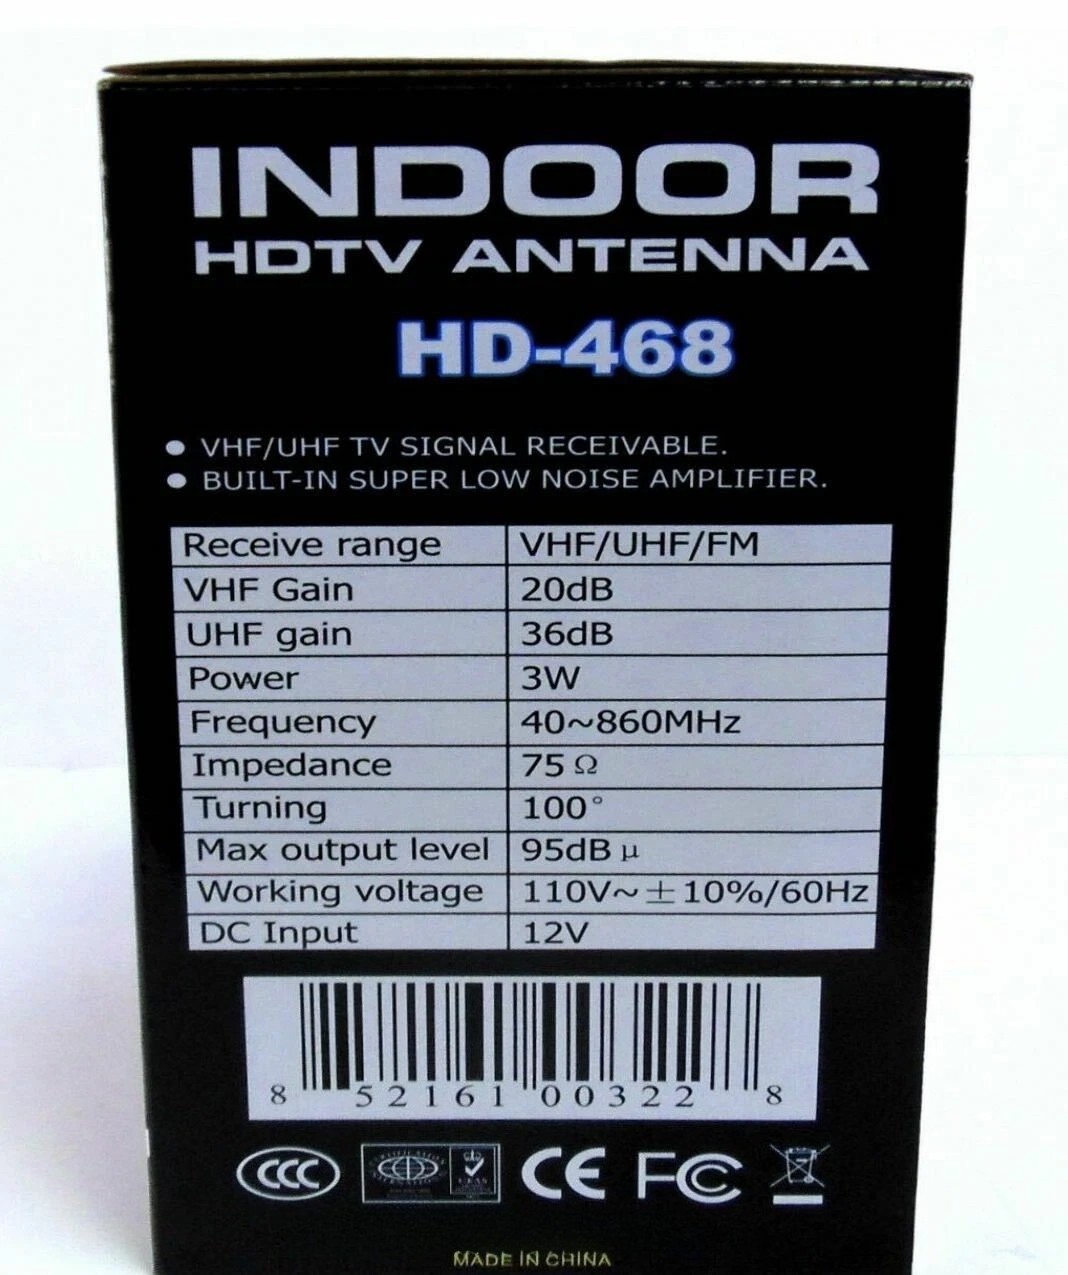 INDOOR
HDTV ANTENNA
HD-468
● VHF/UHF TV SIGNAL RECEIVABLE.
● BUILT-IN SUPER LOW NOISE AMPLIFIER.
Receive range VHF/UHF/FM
VHF Gain 20dB
UHF gain 36dB
Power 3W
Frequency 40~860MHz
Impedance 75 Ω
Turning 100°
Max output level 95dB μ
Working voltage 110V~±10%/60Hz
DC Input 12V
8 52161 00322 8
CCC CE FC
MADE IN CHINA